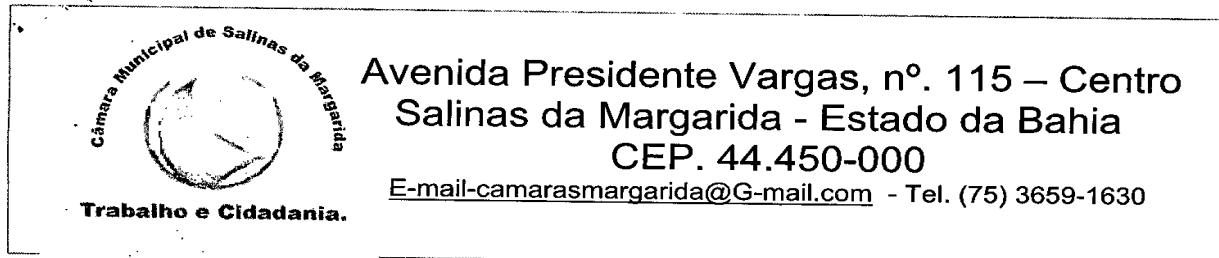 Câmara Municipal de Salinas da Margarida
Trabalho e Cidadania.
Avenida Presidente Vargas, nº. 115 – Centro
Salinas da Margarida - Estado da Bahia
CEP. 44.450-000
E-mail-camarasmargarida@G-mail.com - Tel. (75) 3659-1630